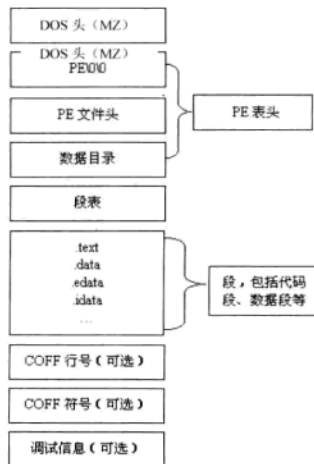 DOS 头（MZ）
DOS 头（MZ）
PE\0\0
PE 文件头
PE 表头
数据目录
段表
.text
.data
.edata
.idata
...
段，包括代码
段、数据段等
COFF 行号（可选）
COFF 符号（可选）
调试信息（可选）